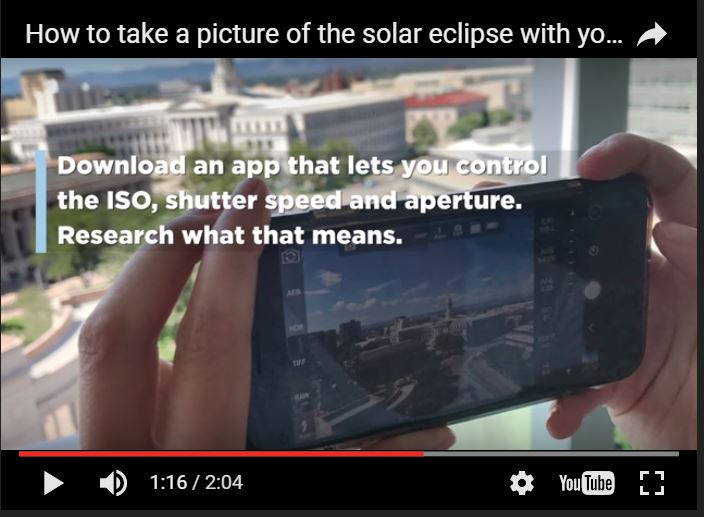 How to take a picture of the solar eclipse with yo...
Download an app that lets you control
the ISO, shutter speed and aperture.
Research what that means.
AEB
HDR
TIFF
RAW
1:16 / 2:04
YouTube